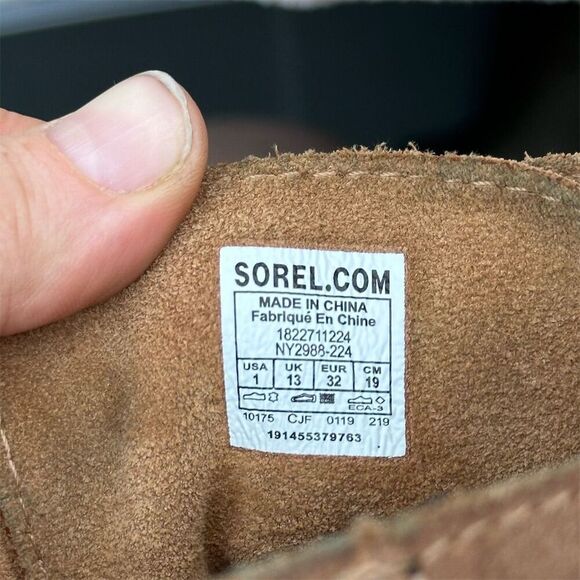 SOREL.COM
MADE IN CHINA
Fabriqué En Chine
1822711224
NY2988-224
USA UK EUR CM
1 13 32 19
ECA-3
10175 CJF 0119 219
191455379763